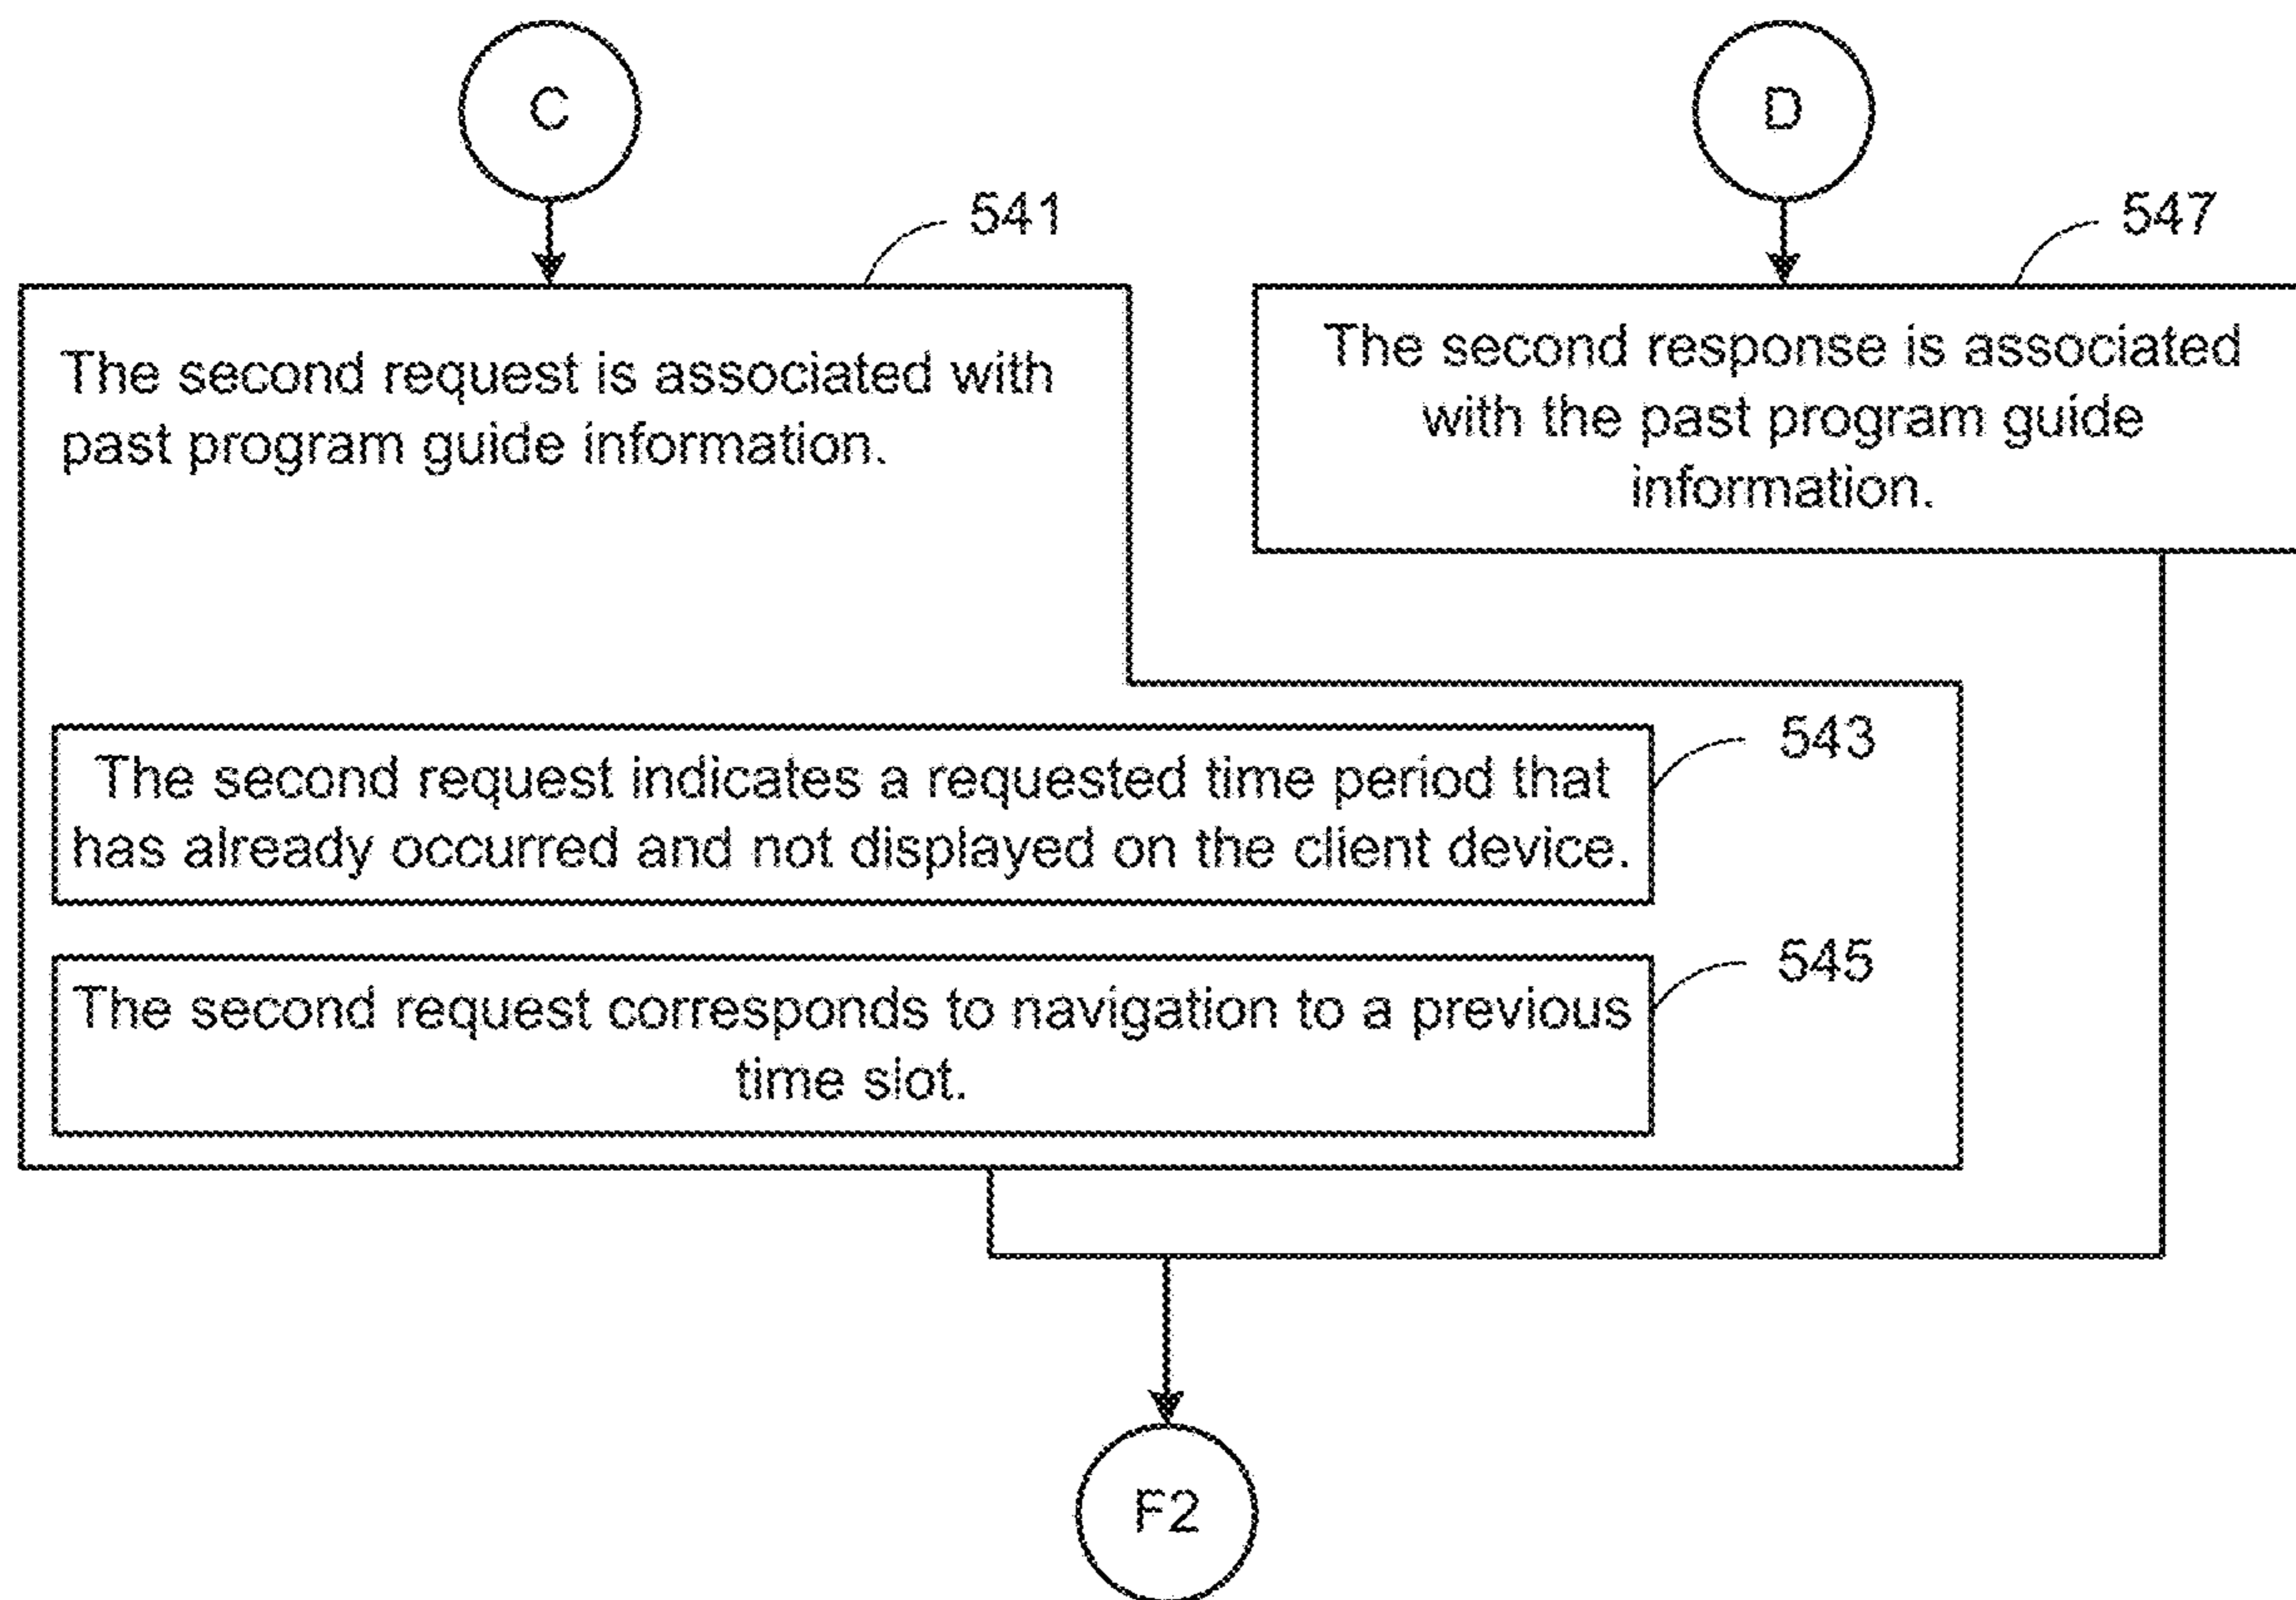 C
541
The second request is associated with
past program guide information.
543
The second request indicates a requested time period that
has already occurred and not displayed on the client device.
545
The second request corresponds to navigation to a previous
time slot.
D
547
The second response is associated
with the past program guide
information.
F2